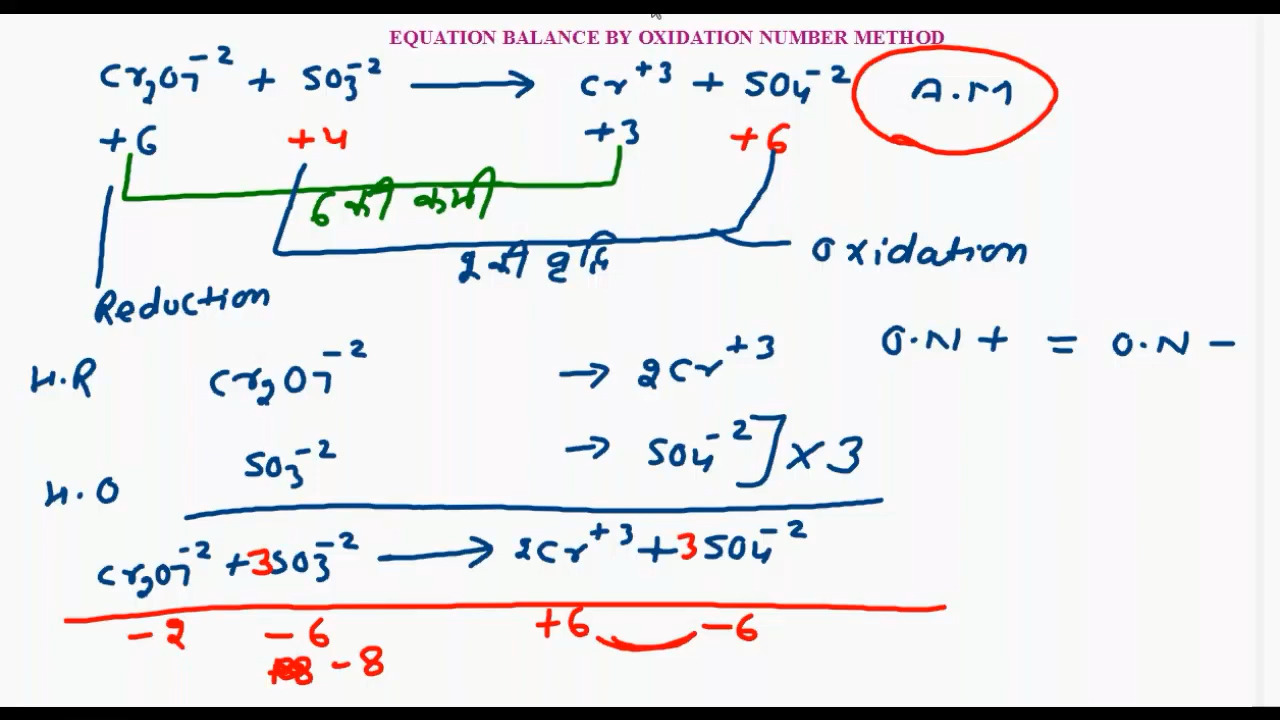 EQUATION BALANCE BY OXIDATION NUMBER METHOD
Cr₂O₇⁻² + SO₃⁻² ⟶ Cr⁺³ + SO₄⁻² A.M
+6 +4 +3 +6
6 की कमी
2 की वृद्धि Oxidation
Reduction
O.N + = O.N −
H.R Cr₂O₇⁻² → 2Cr⁺³
H.O SO₃⁻² → SO₄⁻²] × 3
Cr₂O₇⁻² + 3SO₃⁻² ⟶ 2Cr⁺³ + 3SO₄⁻²
−2 −6 +6 −6
−8